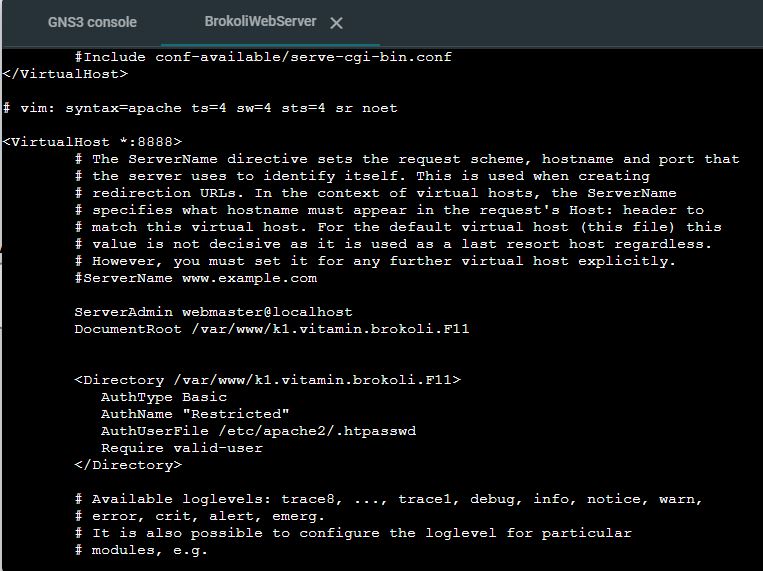 GNS3 console BrokoliWebServer
#Include conf-available/serve-cgi-bin.conf
</VirtualHost>
# vim: syntax=apache ts=4 sw=4 sts=4 sr noet
<VirtualHost *:8888>
# The ServerName directive sets the request scheme, hostname and port that
# the server uses to identify itself. This is used when creating
# redirection URLs. In the context of virtual hosts, the ServerName
# specifies what hostname must appear in the request's Host: header to
# match this virtual host. For the default virtual host (this file) this
# value is not decisive as it is used as a last resort host regardless.
# However, you must set it for any further virtual host explicitly.
#ServerName www.example.com
ServerAdmin webmaster@localhost
DocumentRoot /var/www/k1.vitamin.brokoli.F11
<Directory /var/www/k1.vitamin.brokoli.F11>
AuthType Basic
AuthName "Restricted"
AuthUserFile /etc/apache2/.htpasswd
Require valid-user
</Directory>
# Available loglevels: trace8, ..., trace1, debug, info, notice, warn,
# error, crit, alert, emerg.
# It is also possible to configure the loglevel for particular
# modules, e.g.